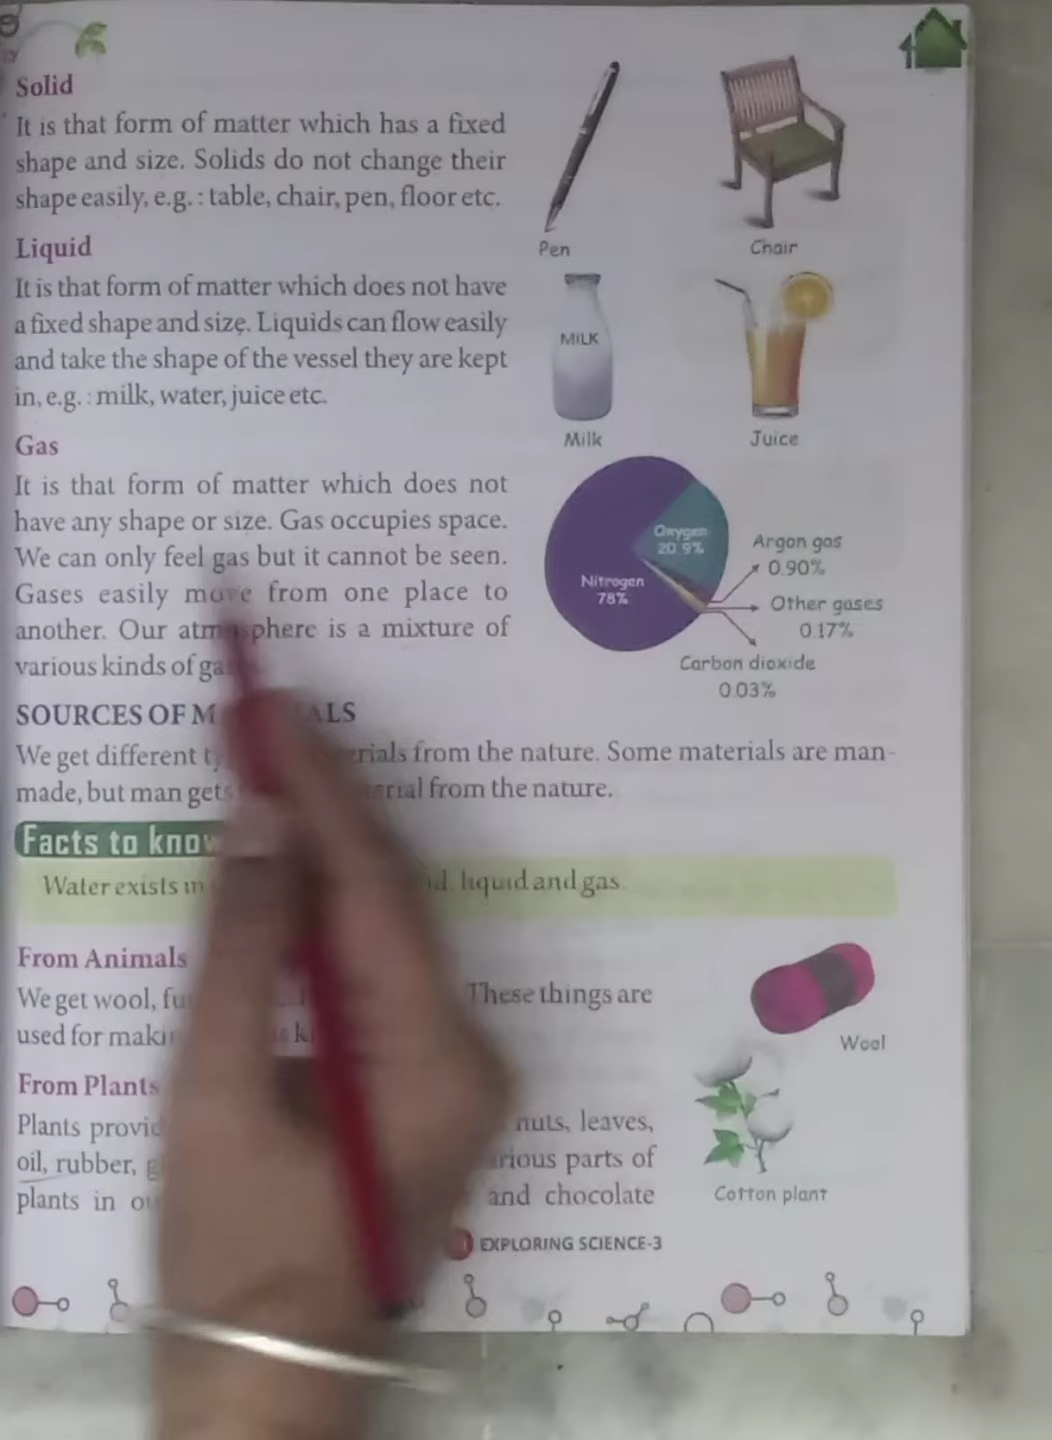 Solid
It is that form of matter which has a fixed
shape and size. Solids do not change their
shape easily, e.g. : table, chair, pen, floor etc.
Pen
Chair
Liquid
It is that form of matter which does not have
a fixed shape and size. Liquids can flow easily
and take the shape of the vessel they are kept
in, e.g. : milk, water, juice etc.
MILK
Milk
Juice
Gas
It is that form of matter which does not
have any shape or size. Gas occupies space.
We can only feel gas but it cannot be seen.
Gases easily move from one place to
another. Our atmosphere is a mixture of
various kinds of
Oxygen
20.9%
Nitrogen
78%
Argon gas
0.90%
Other gases
0.17%
Carbon dioxide
0.03%
SOURCES OF
We get different from the nature. Some materials are man-
made, but man gets from the nature.
Facts to know
Water exists in liquid and gas.
From Animals
We get wool, These things are
used for
Wool
From Plants
Plants nuts, leaves,
oil, rubber, parts of
plants in and chocolate
Cotton plant
EXPLORING SCIENCE-3